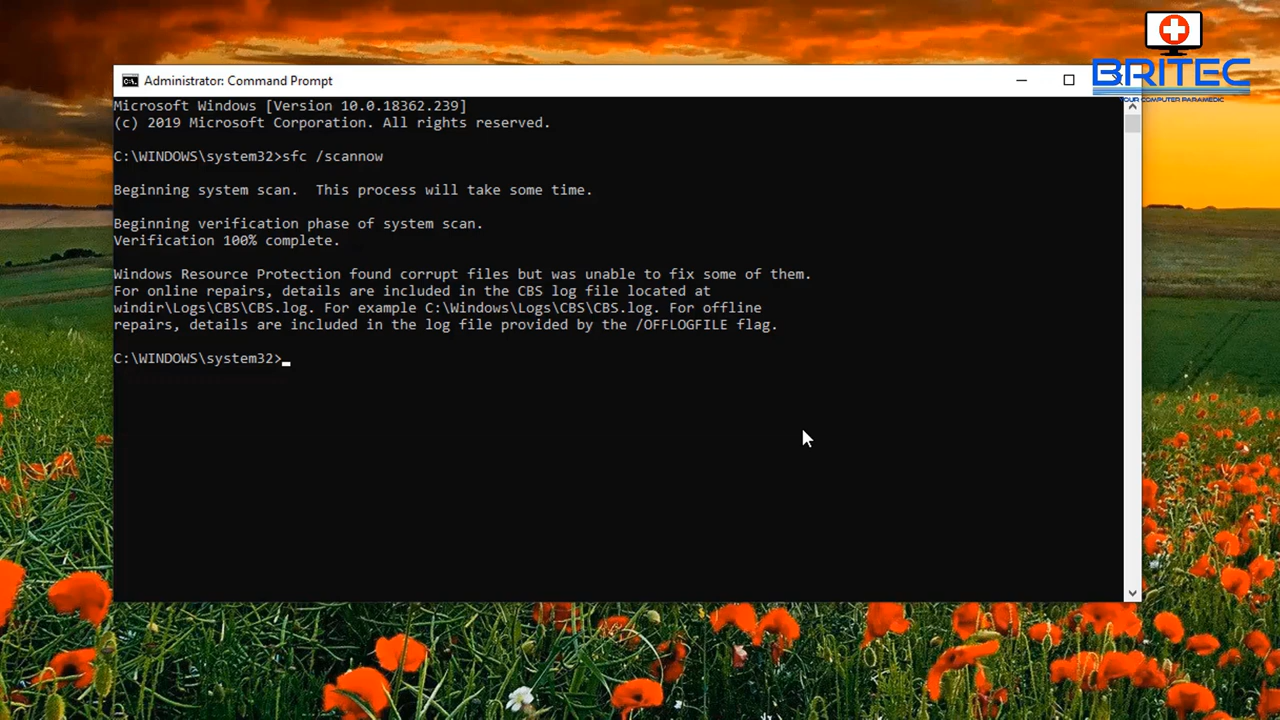 BRITEC
YOUR COMPUTER PARAMEDIC
Administrator: Command Prompt
Microsoft Windows [Version 10.0.18362.239]
(c) 2019 Microsoft Corporation. All rights reserved.
C:\WINDOWS\system32>sfc /scannow
Beginning system scan.  This process will take some time.
Beginning verification phase of system scan.
Verification 100% complete.
Windows Resource Protection found corrupt files but was unable to fix some of them.
For online repairs, details are included in the CBS log file located at
windir\Logs\CBS\CBS.log. For example C:\Windows\Logs\CBS\CBS.log. For offline
repairs, details are included in the log file provided by the /OFFLOGFILE flag.
C:\WINDOWS\system32>